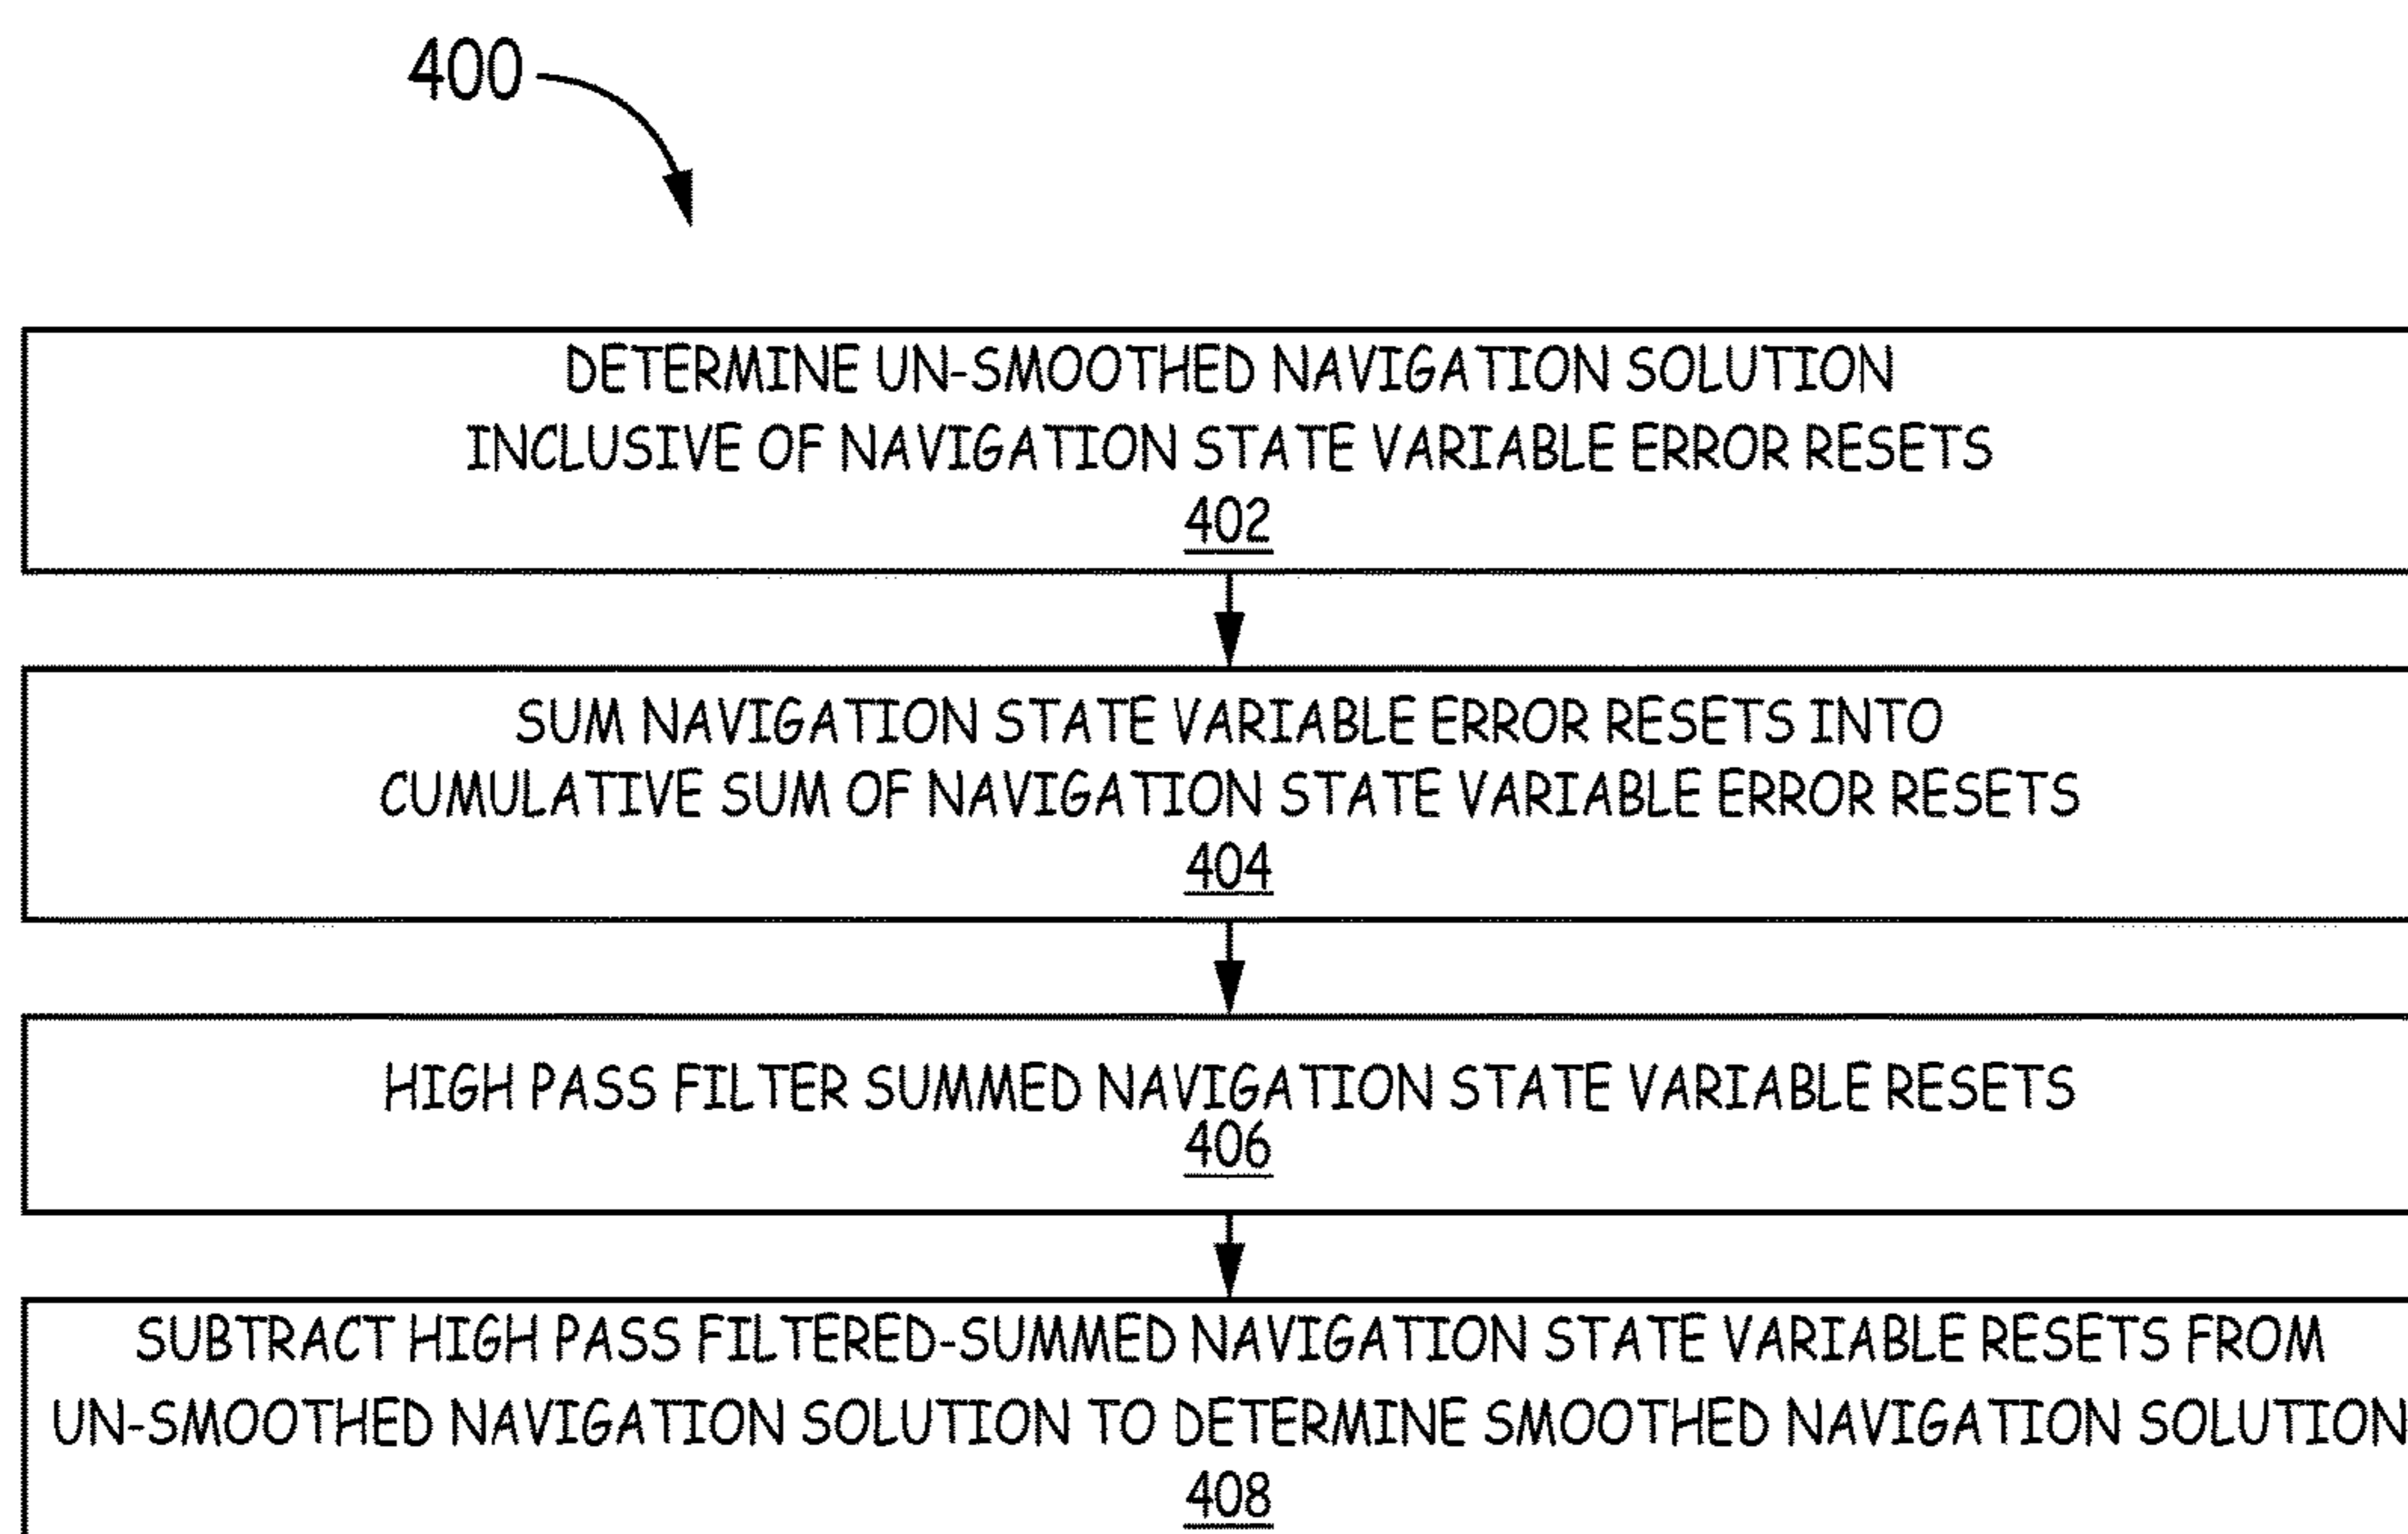 400
DETERMINE UN-SMOOTHED NAVIGATION SOLUTION
INCLUSIVE OF NAVIGATION STATE VARIABLE ERROR RESETS
402
SUM NAVIGATION STATE VARIABLE ERROR RESETS INTO
CUMULATIVE SUM OF NAVIGATION STATE VARIABLE ERROR RESETS
404
HIGH PASS FILTER SUMMED NAVIGATION STATE VARIABLE RESETS
406
SUBTRACT HIGH PASS FILTERED-SUMMED NAVIGATION STATE VARIABLE RESETS FROM
UN-SMOOTHED NAVIGATION SOLUTION TO DETERMINE SMOOTHED NAVIGATION SOLUTION
408